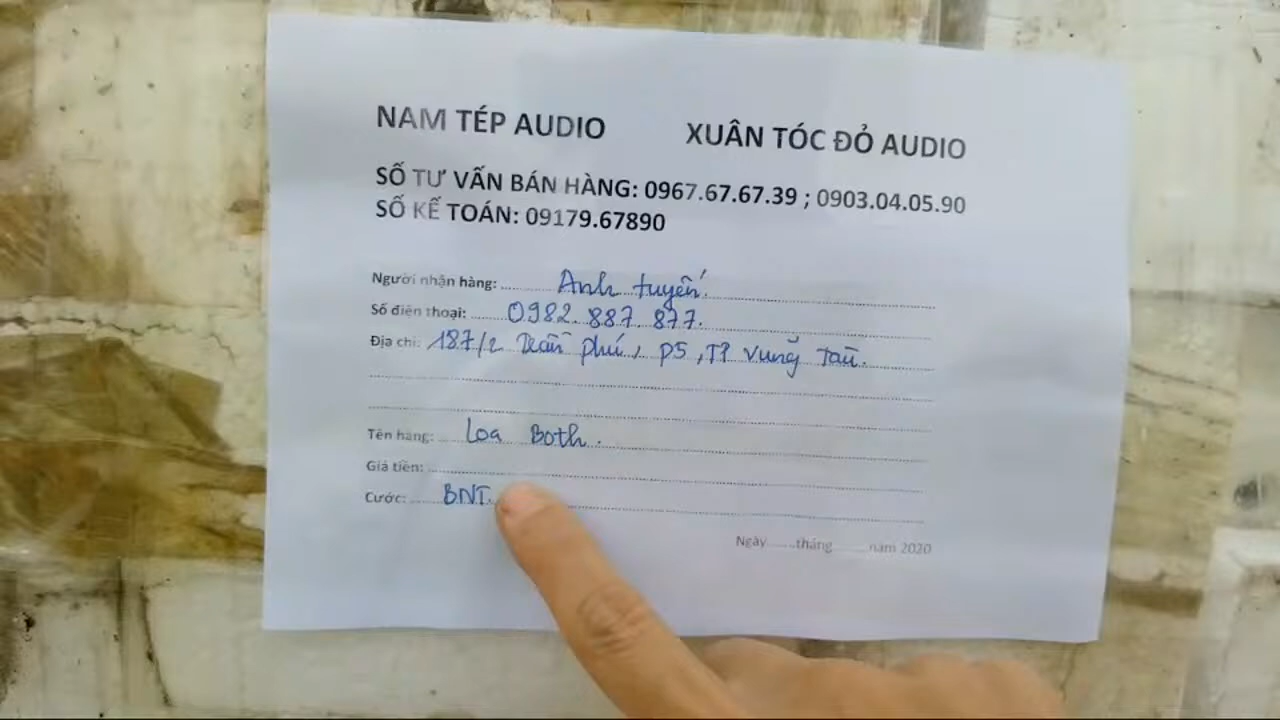 NAM TÉP AUDIO XUÂN TÓC ĐỎ AUDIO
SỐ TƯ VẤN BÁN HÀNG: 0967.67.67.39 ; 0903.04.05.90
SỐ KẾ TOÁN: 09179.67890
Người nhận hàng: Anh tuyến.
Số điện thoại: 0982.887.877.
Địa chỉ: 187/2 Trần phú, P5, TP Vũng Tàu.
Tên hàng: Loa Both.
Giá tiền:
Cước: BNT.
Ngày......tháng.......năm 2020